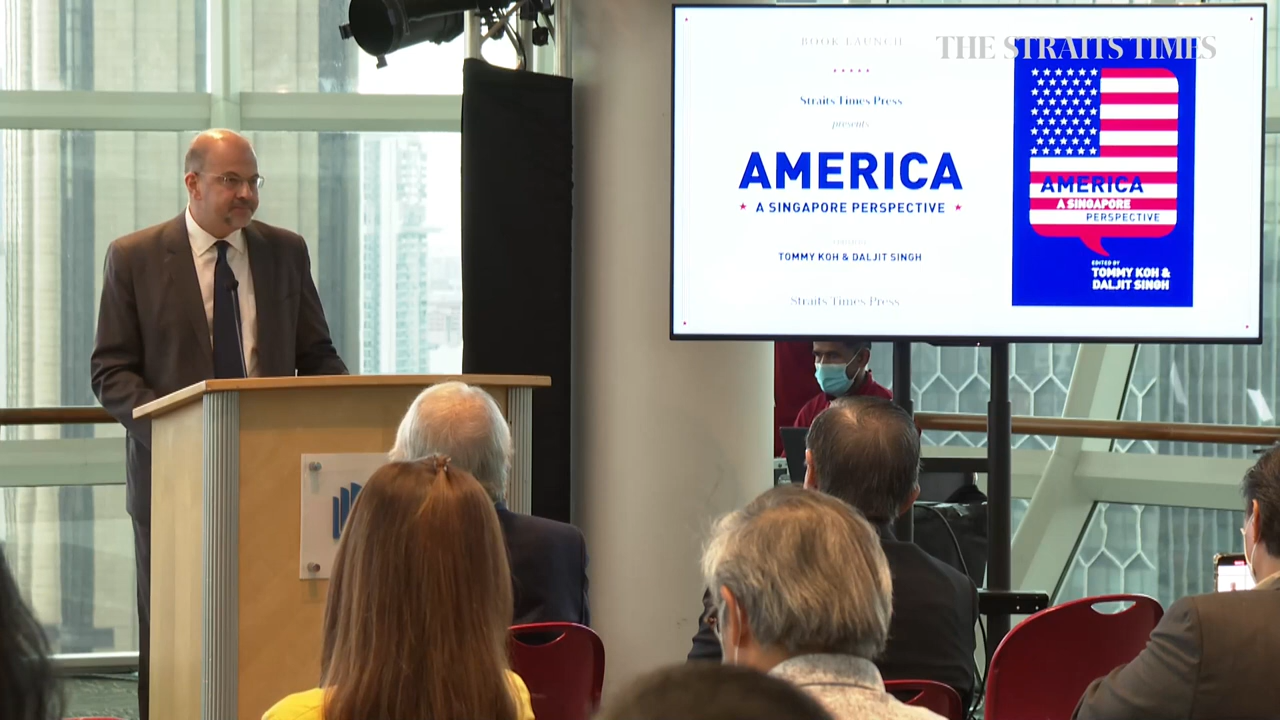 THE STRAITS TIMES
BOOK LAUNCH
Straits Times Press
presents
AMERICA
A SINGAPORE PERSPECTIVE
TOMMY KOH & DALJIT SINGH
Straits Times Press
AMERICA
A SINGAPORE
PERSPECTIVE
EDITED BY
TOMMY KOH &
DALJIT SINGH